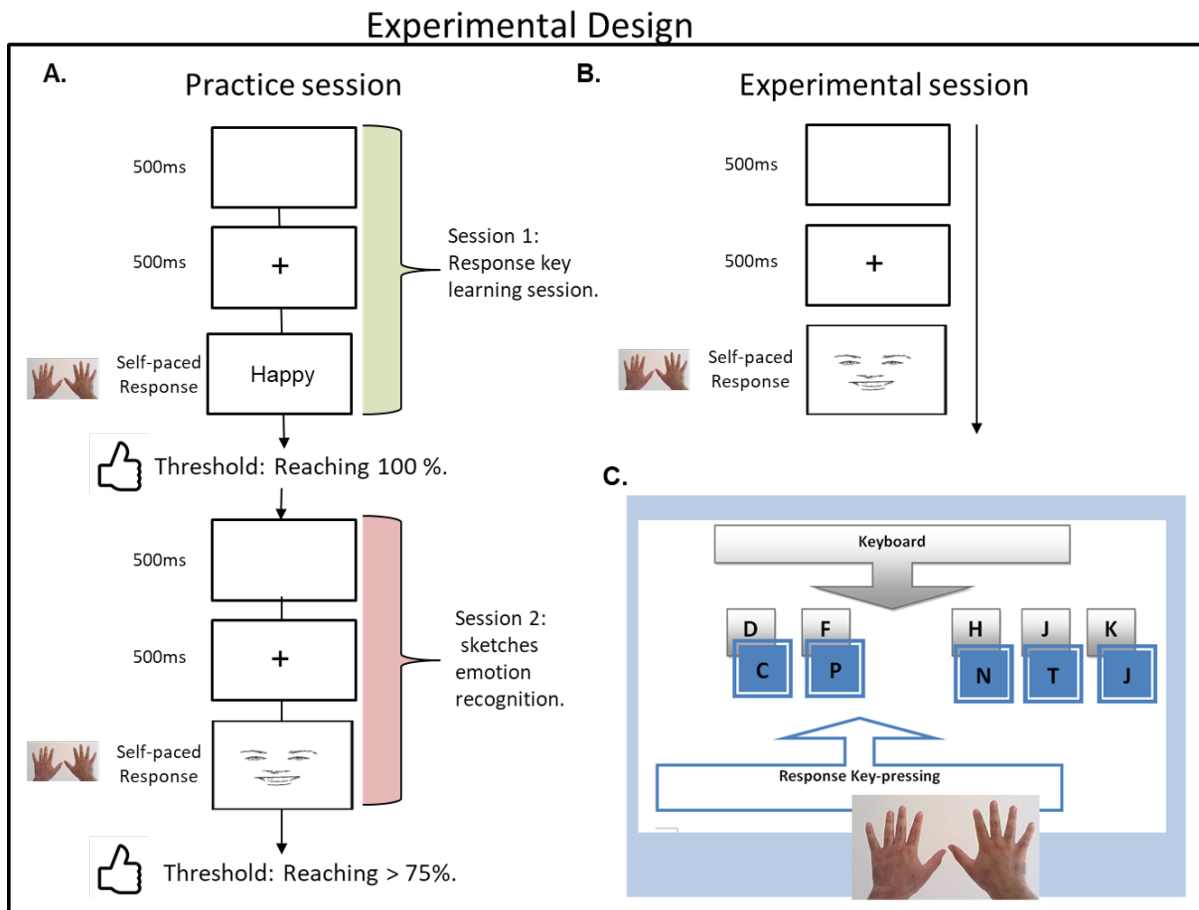 Experimental Design
A.
Practice session
500ms
500ms
+
Self-paced
Response
Happy
Session 1:
Response key
learning session.
Threshold: Reaching 100 %.
500ms
500ms
+
Self-paced
Response
Session 2:
sketches
emotion
recognition.
Threshold: Reaching > 75%.
B.
Experimental session
500ms
500ms
+
Self-paced
Response
C.
Keyboard
D F H J K
C P N T J
Response Key-pressing